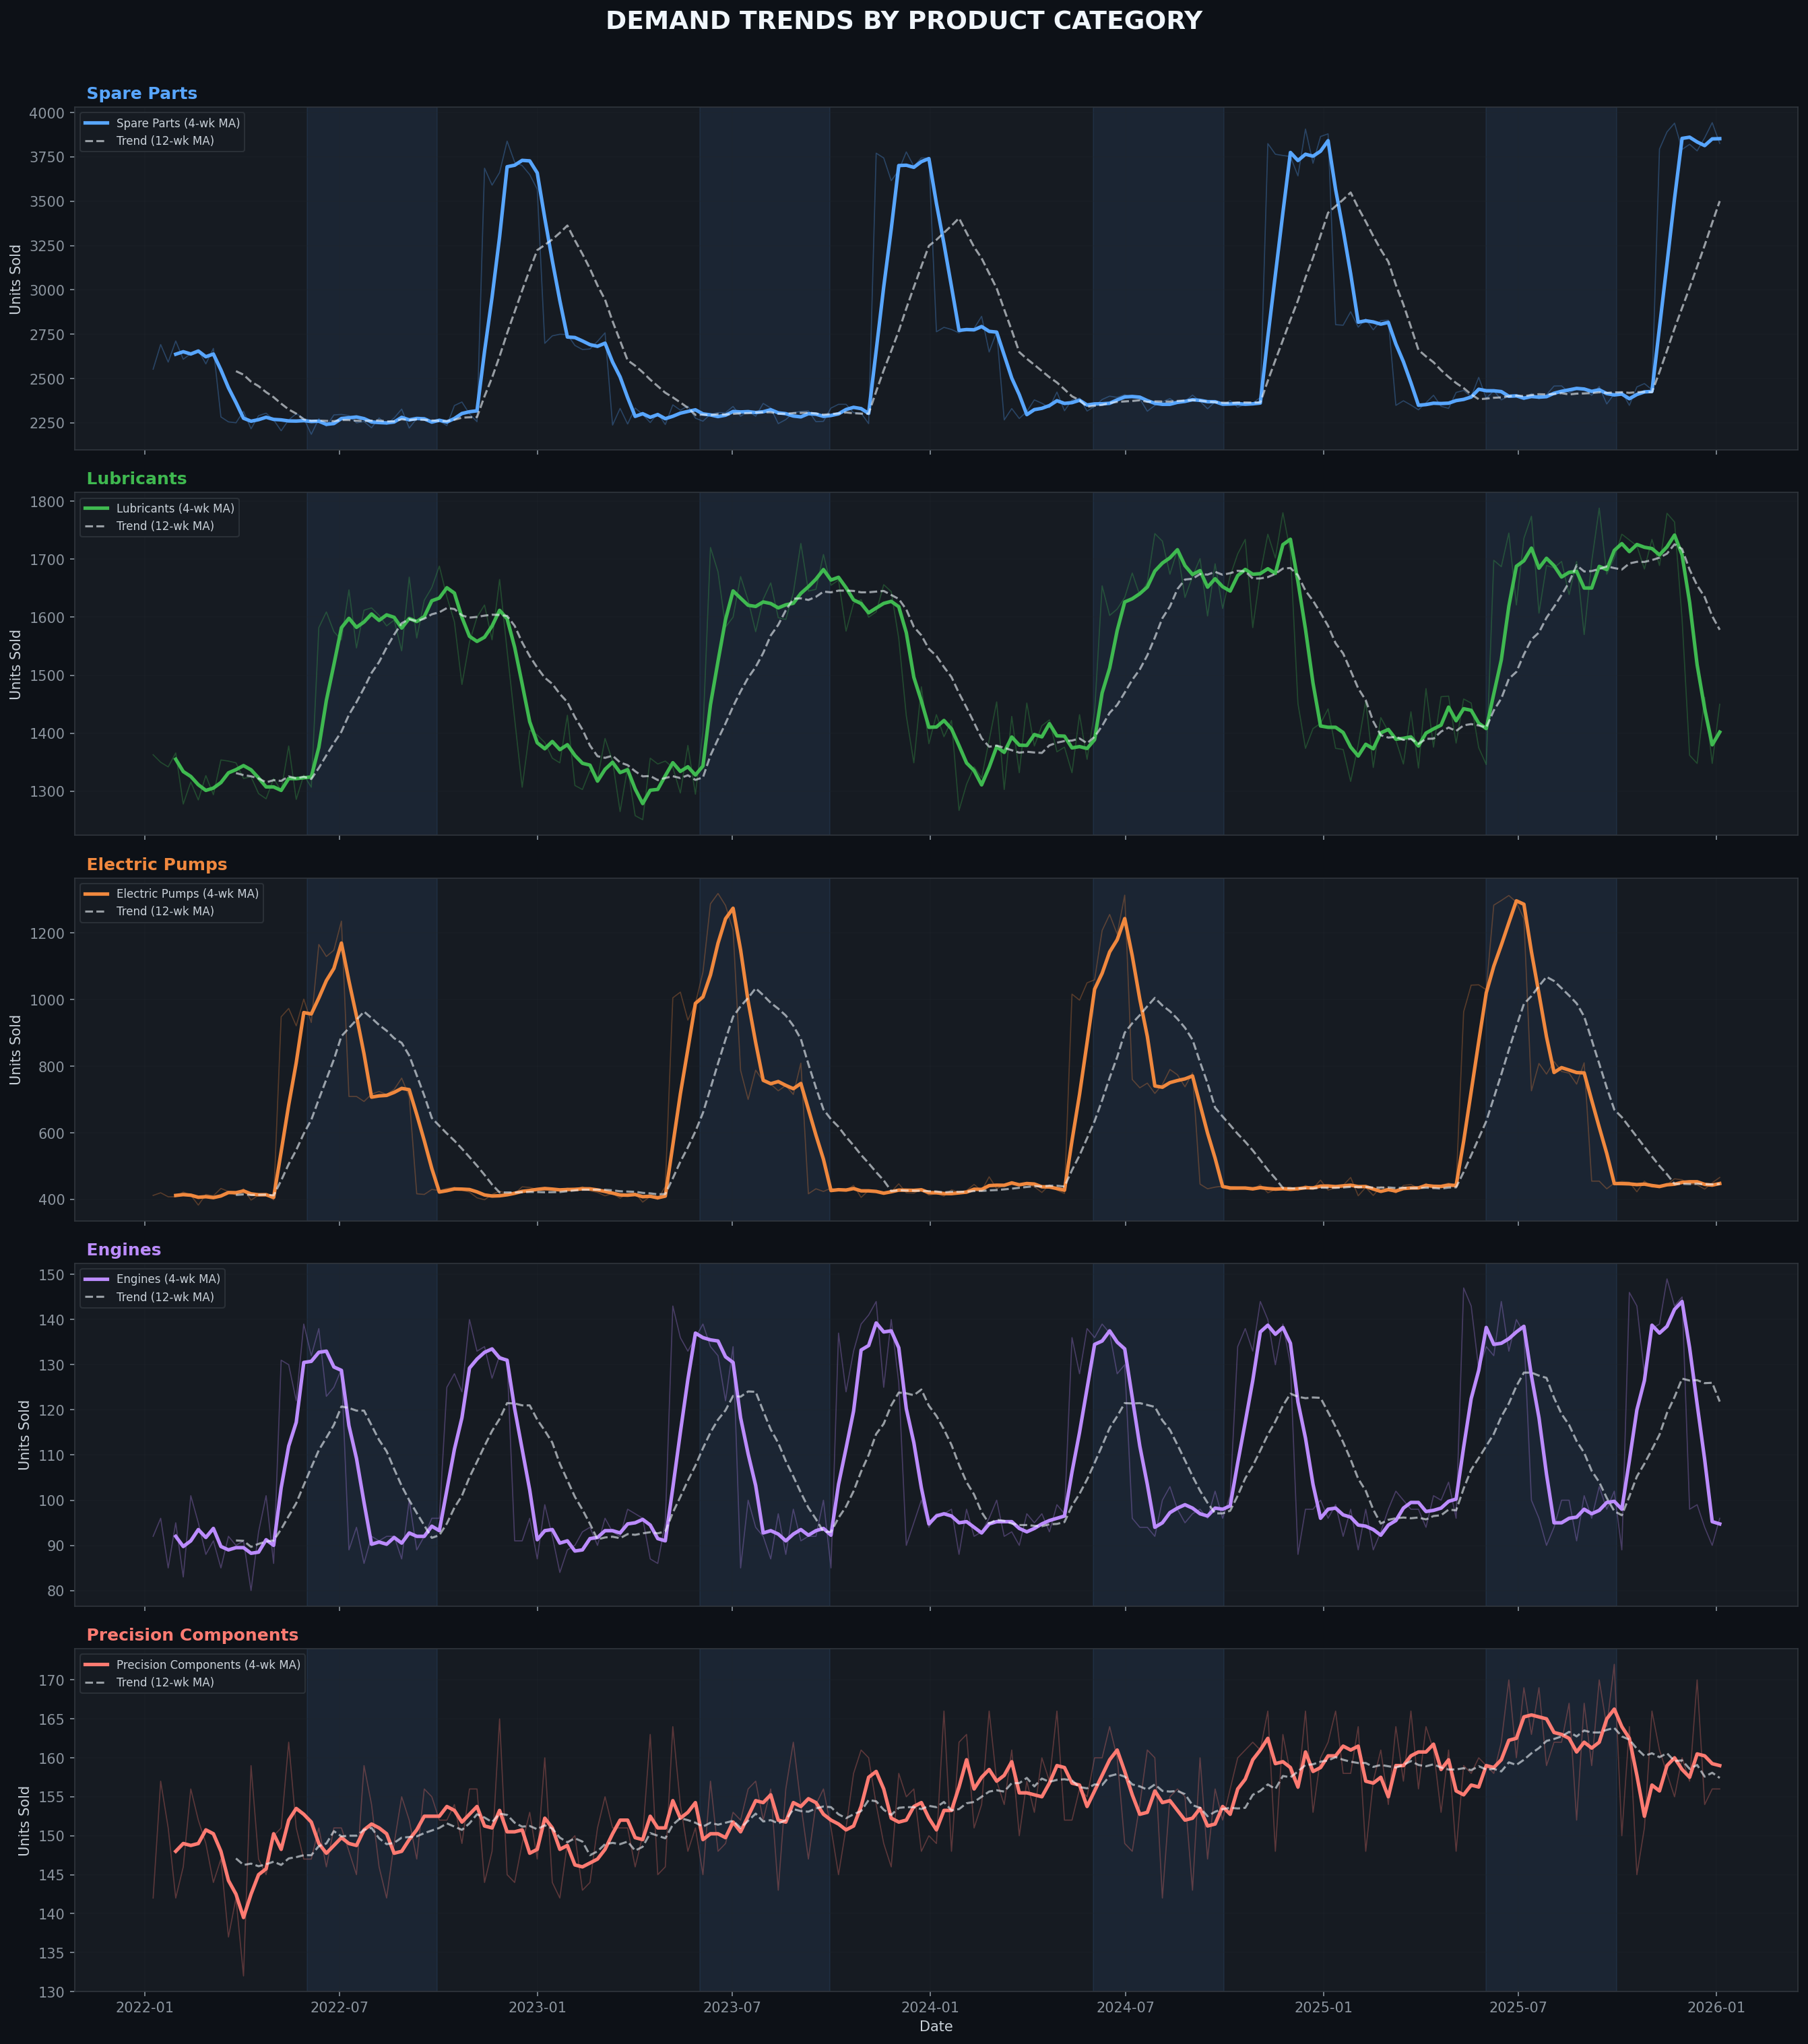 DEMAND TRENDS BY PRODUCT CATEGORY
Spare Parts
Spare Parts (4-wk MA)
Trend (12-wk MA)
4000
3750
3500
3250
3000
2750
2500
2250
Units Sold
Lubricants
Lubricants (4-wk MA)
Trend (12-wk MA)
1800
1700
1600
1500
1400
1300
Units Sold
Electric Pumps
Electric Pumps (4-wk MA)
Trend (12-wk MA)
1200
1000
800
600
400
Units Sold
Engines
Engines (4-wk MA)
Trend (12-wk MA)
150
140
130
120
110
100
90
80
Units Sold
Precision Components
Precision Components (4-wk MA)
Trend (12-wk MA)
170
165
160
155
150
145
140
135
130
Units Sold
2022-01 2022-07 2023-01 2023-07 2024-01 2024-07 2025-01 2025-07 2026-01
Date